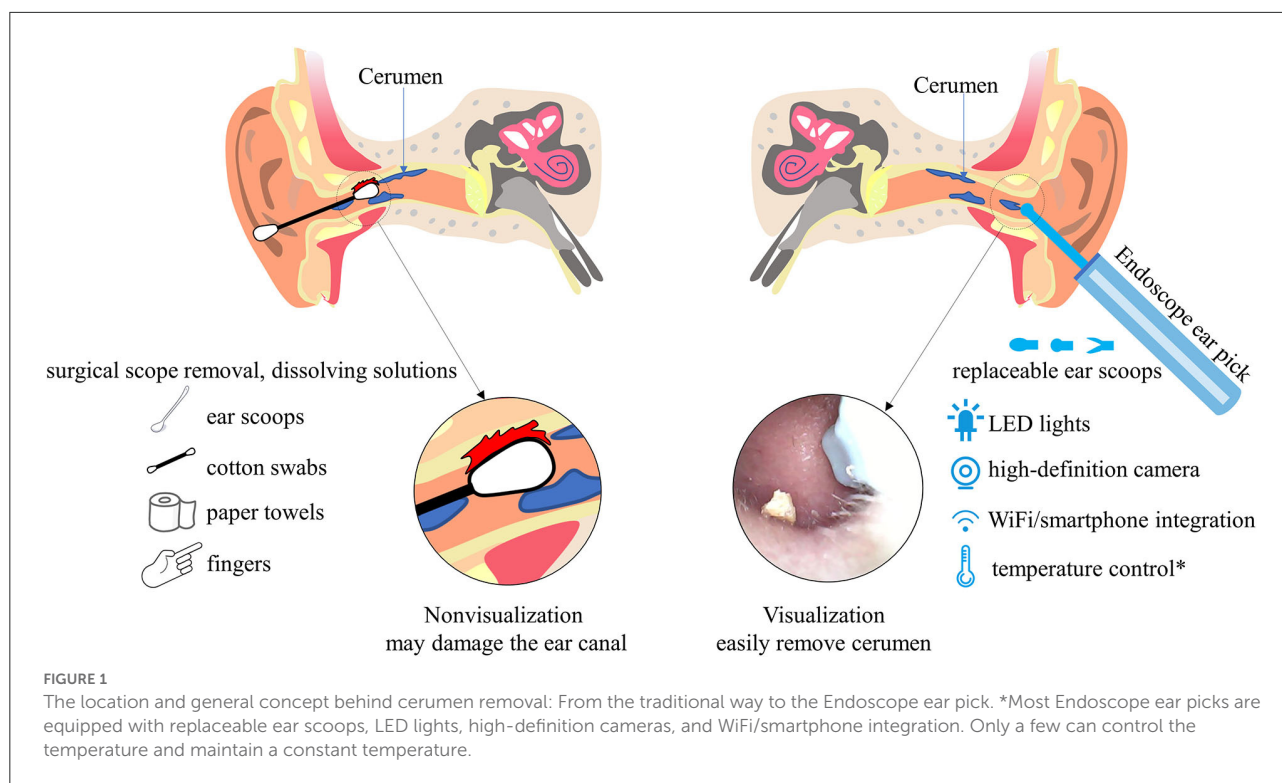 Cerumen
Cerumen
Endoscope ear pick
surgical scope removal, dissolving solutions
ear scoops
cotton swabs
paper towels
fingers
Nonvisualization
may damage the ear canal
replaceable ear scoops
LED lights
high-definition camera
WiFi/smartphone integration
temperature control*
Visualization
easily remove cerumen
FIGURE 1
The location and general concept behind cerumen removal: From the traditional way to the Endoscope ear pick. *Most Endoscope ear picks are
equipped with replaceable ear scoops, LED lights, high-definition cameras, and WiFi/smartphone integration. Only a few can control the
temperature and maintain a constant temperature.